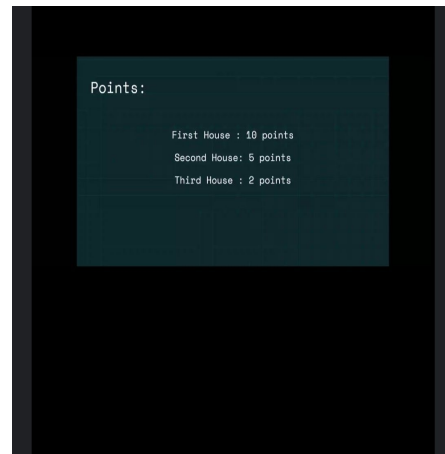 Points:
First House : 10 points
Second House: 5 points
Third House : 2 points